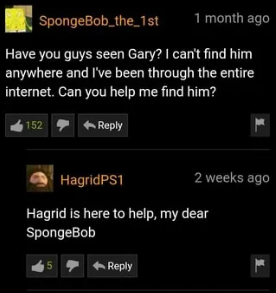 SpongeBob_the_1st 1 month ago
Have you guys seen Gary? I can't find him
anywhere and I've been through the entire
internet. Can you help me find him?
152 Reply
HagridPS1 2 weeks ago
Hagrid is here to help, my dear
SpongeBob
5 Reply